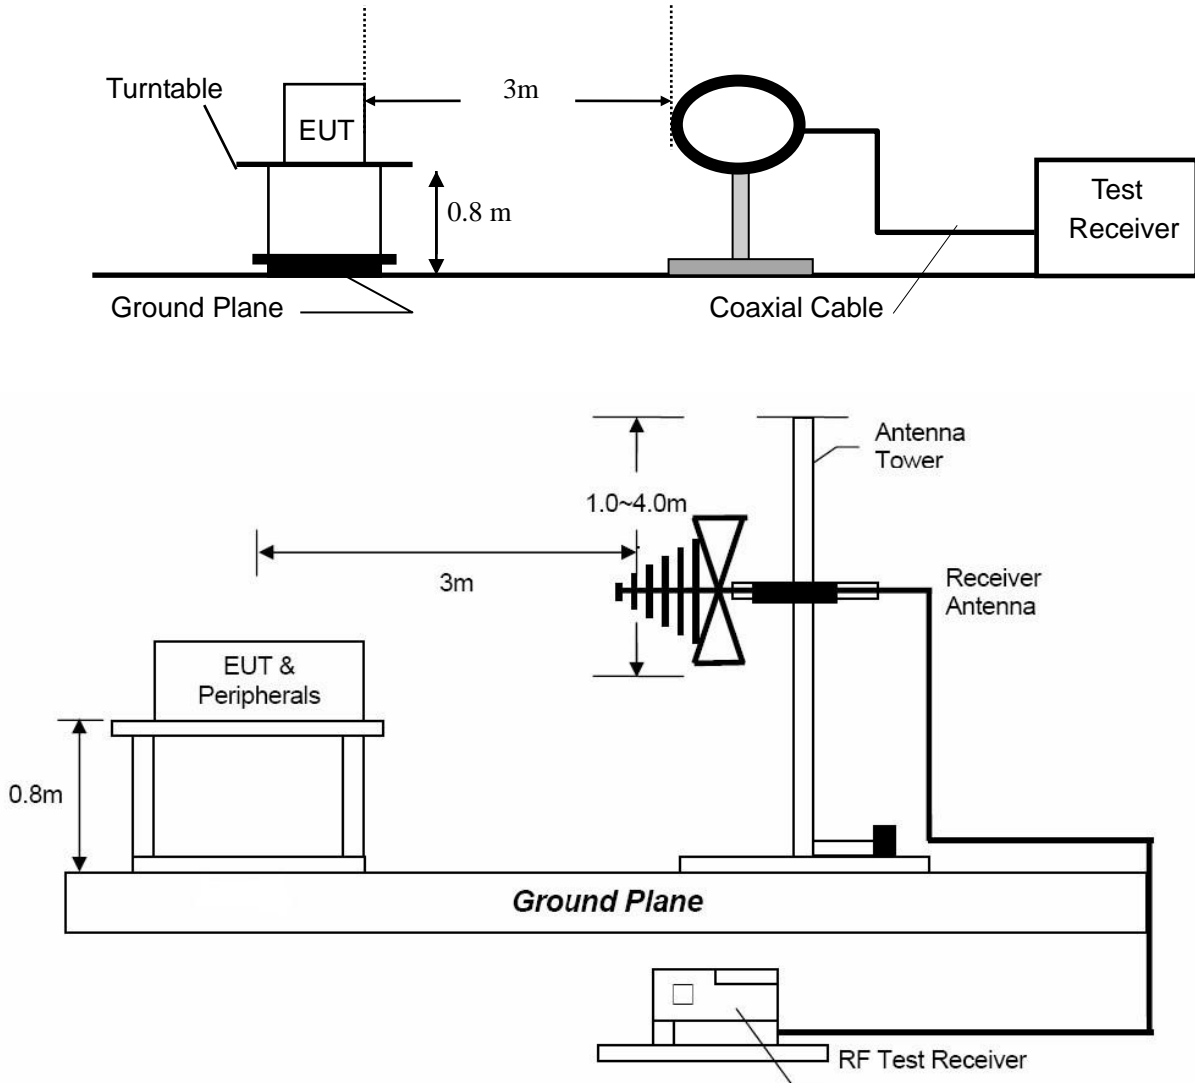 Turntable
3m
EUT
0.8 m
Test
Receiver
Ground Plane
Coaxial Cable
Antenna
Tower
1.0~4.0m
3m
Receiver
Antenna
EUT &
Peripherals
0.8m
Ground Plane
RF Test Receiver